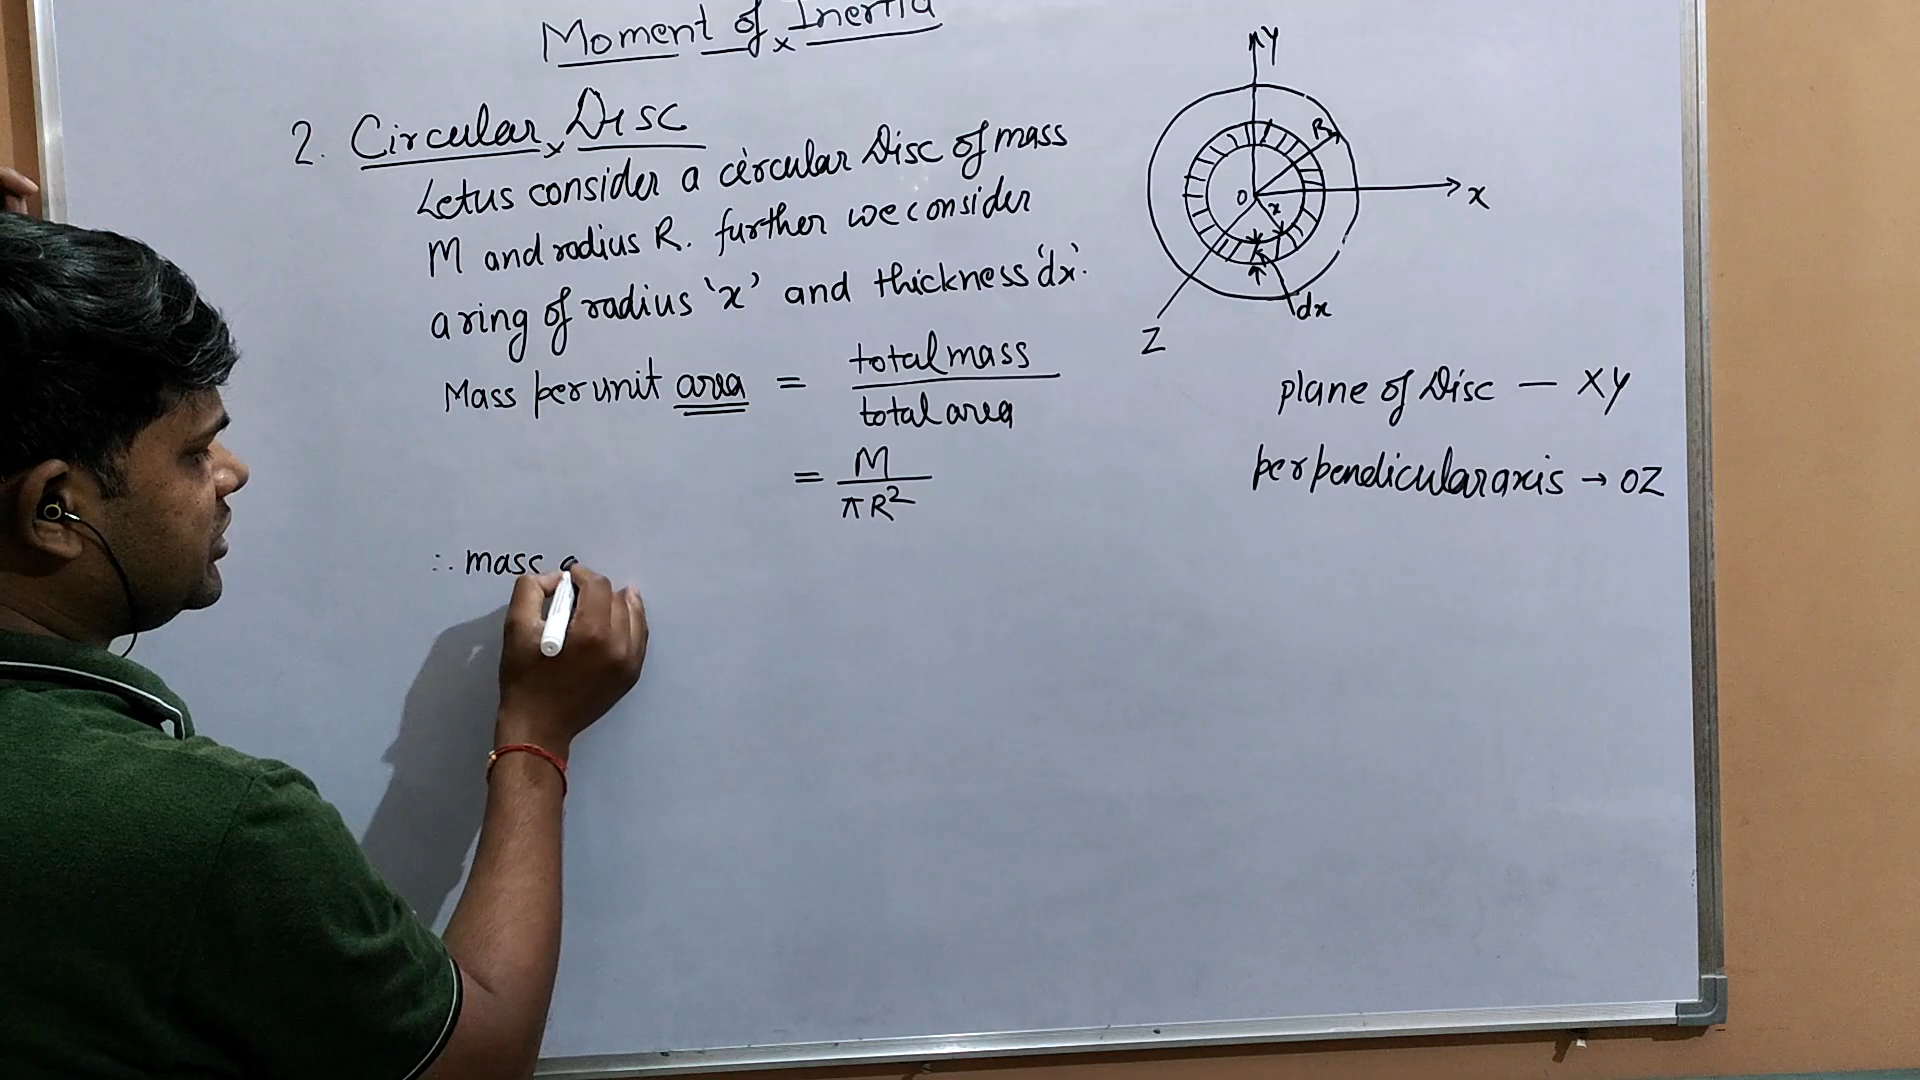 Moment of Inertia
2. Circular Disc
Letus consider a circular Disc of mass
M and radius R. further we consider
a ring of radius 'x' and thickness 'dx'.
Mass per unit area = total mass / total area
= M / πR²
∴ mass
Y
R
X
O
x
dx
Z
plane of Disc — XY
perpendicular axis → OZ